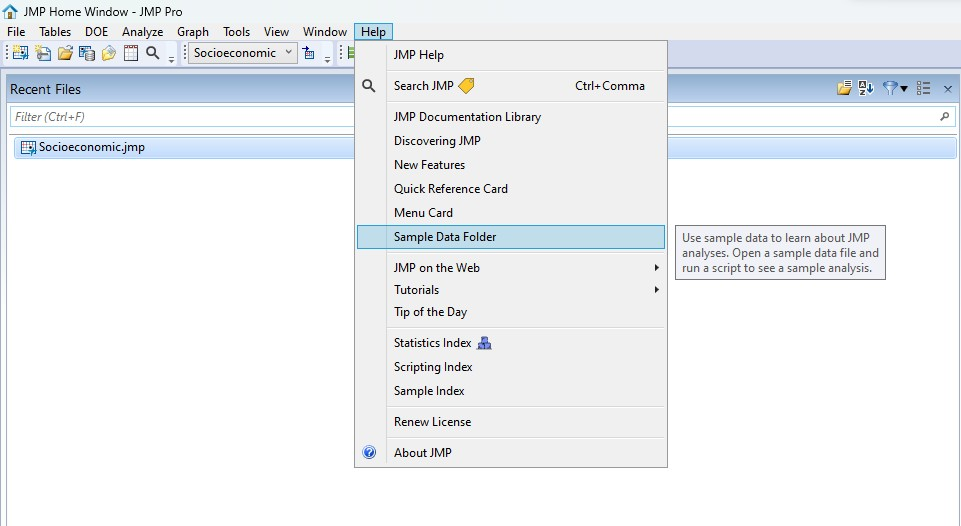 JMP Home Window - JMP Pro
File Tables DOE Analyze Graph Tools View Window Help
Socioeconomic
JMP Help
Search JMP Ctrl+Comma
JMP Documentation Library
Discovering JMP
New Features
Quick Reference Card
Menu Card
Sample Data Folder
JMP on the Web
Tutorials
Tip of the Day
Statistics Index
Scripting Index
Sample Index
Renew License
About JMP
Recent Files
Filter (Ctrl+F)
Socioeconomic.jmp
Use sample data to learn about JMP
analyses. Open a sample data file and
run a script to see a sample analysis.